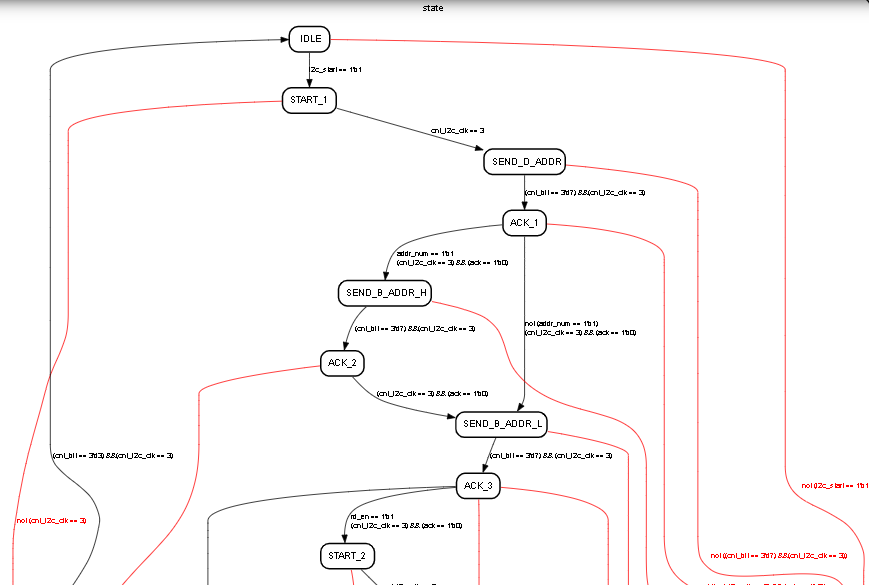 state
IDLE
i2c_start == 1'b1
START_1
cnt_i2c_clk == 3
SEND_D_ADDR
(cnt_bit == 3'd7) && (cnt_i2c_clk == 3)
ACK_1
addr_num == 1'b1
(cnt_i2c_clk == 3) && (ack == 1'b0)
SEND_B_ADDR_H
not (addr_num == 1'b1)
(cnt_i2c_clk == 3) && (ack == 1'b0)
(cnt_bit == 3'd7) && (cnt_i2c_clk == 3)
ACK_2
(cnt_i2c_clk == 3) && (ack == 1'b0)
SEND_B_ADDR_L
(cnt_bit == 3'd3) && (cnt_i2c_clk == 3)
(cnt_bit == 3'd7) && (cnt_i2c_clk == 3)
ACK_3
not (i2c_start == 1'b1
not (cnt_i2c_clk == 3)
rd_en == 1'b1
(cnt_i2c_clk == 3) && (ack == 1'b0)
START_2
not ((cnt_bit == 3'd7) && (cnt_i2c_clk == 3))